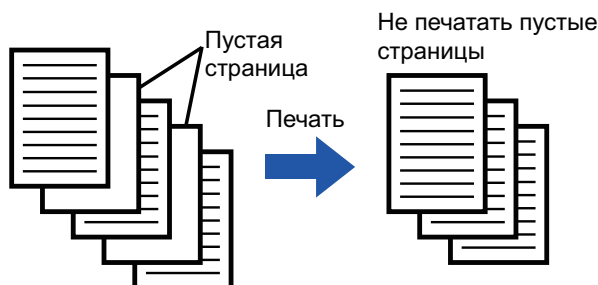 Пустая
страница
Печать
Не печатать пустые
страницы